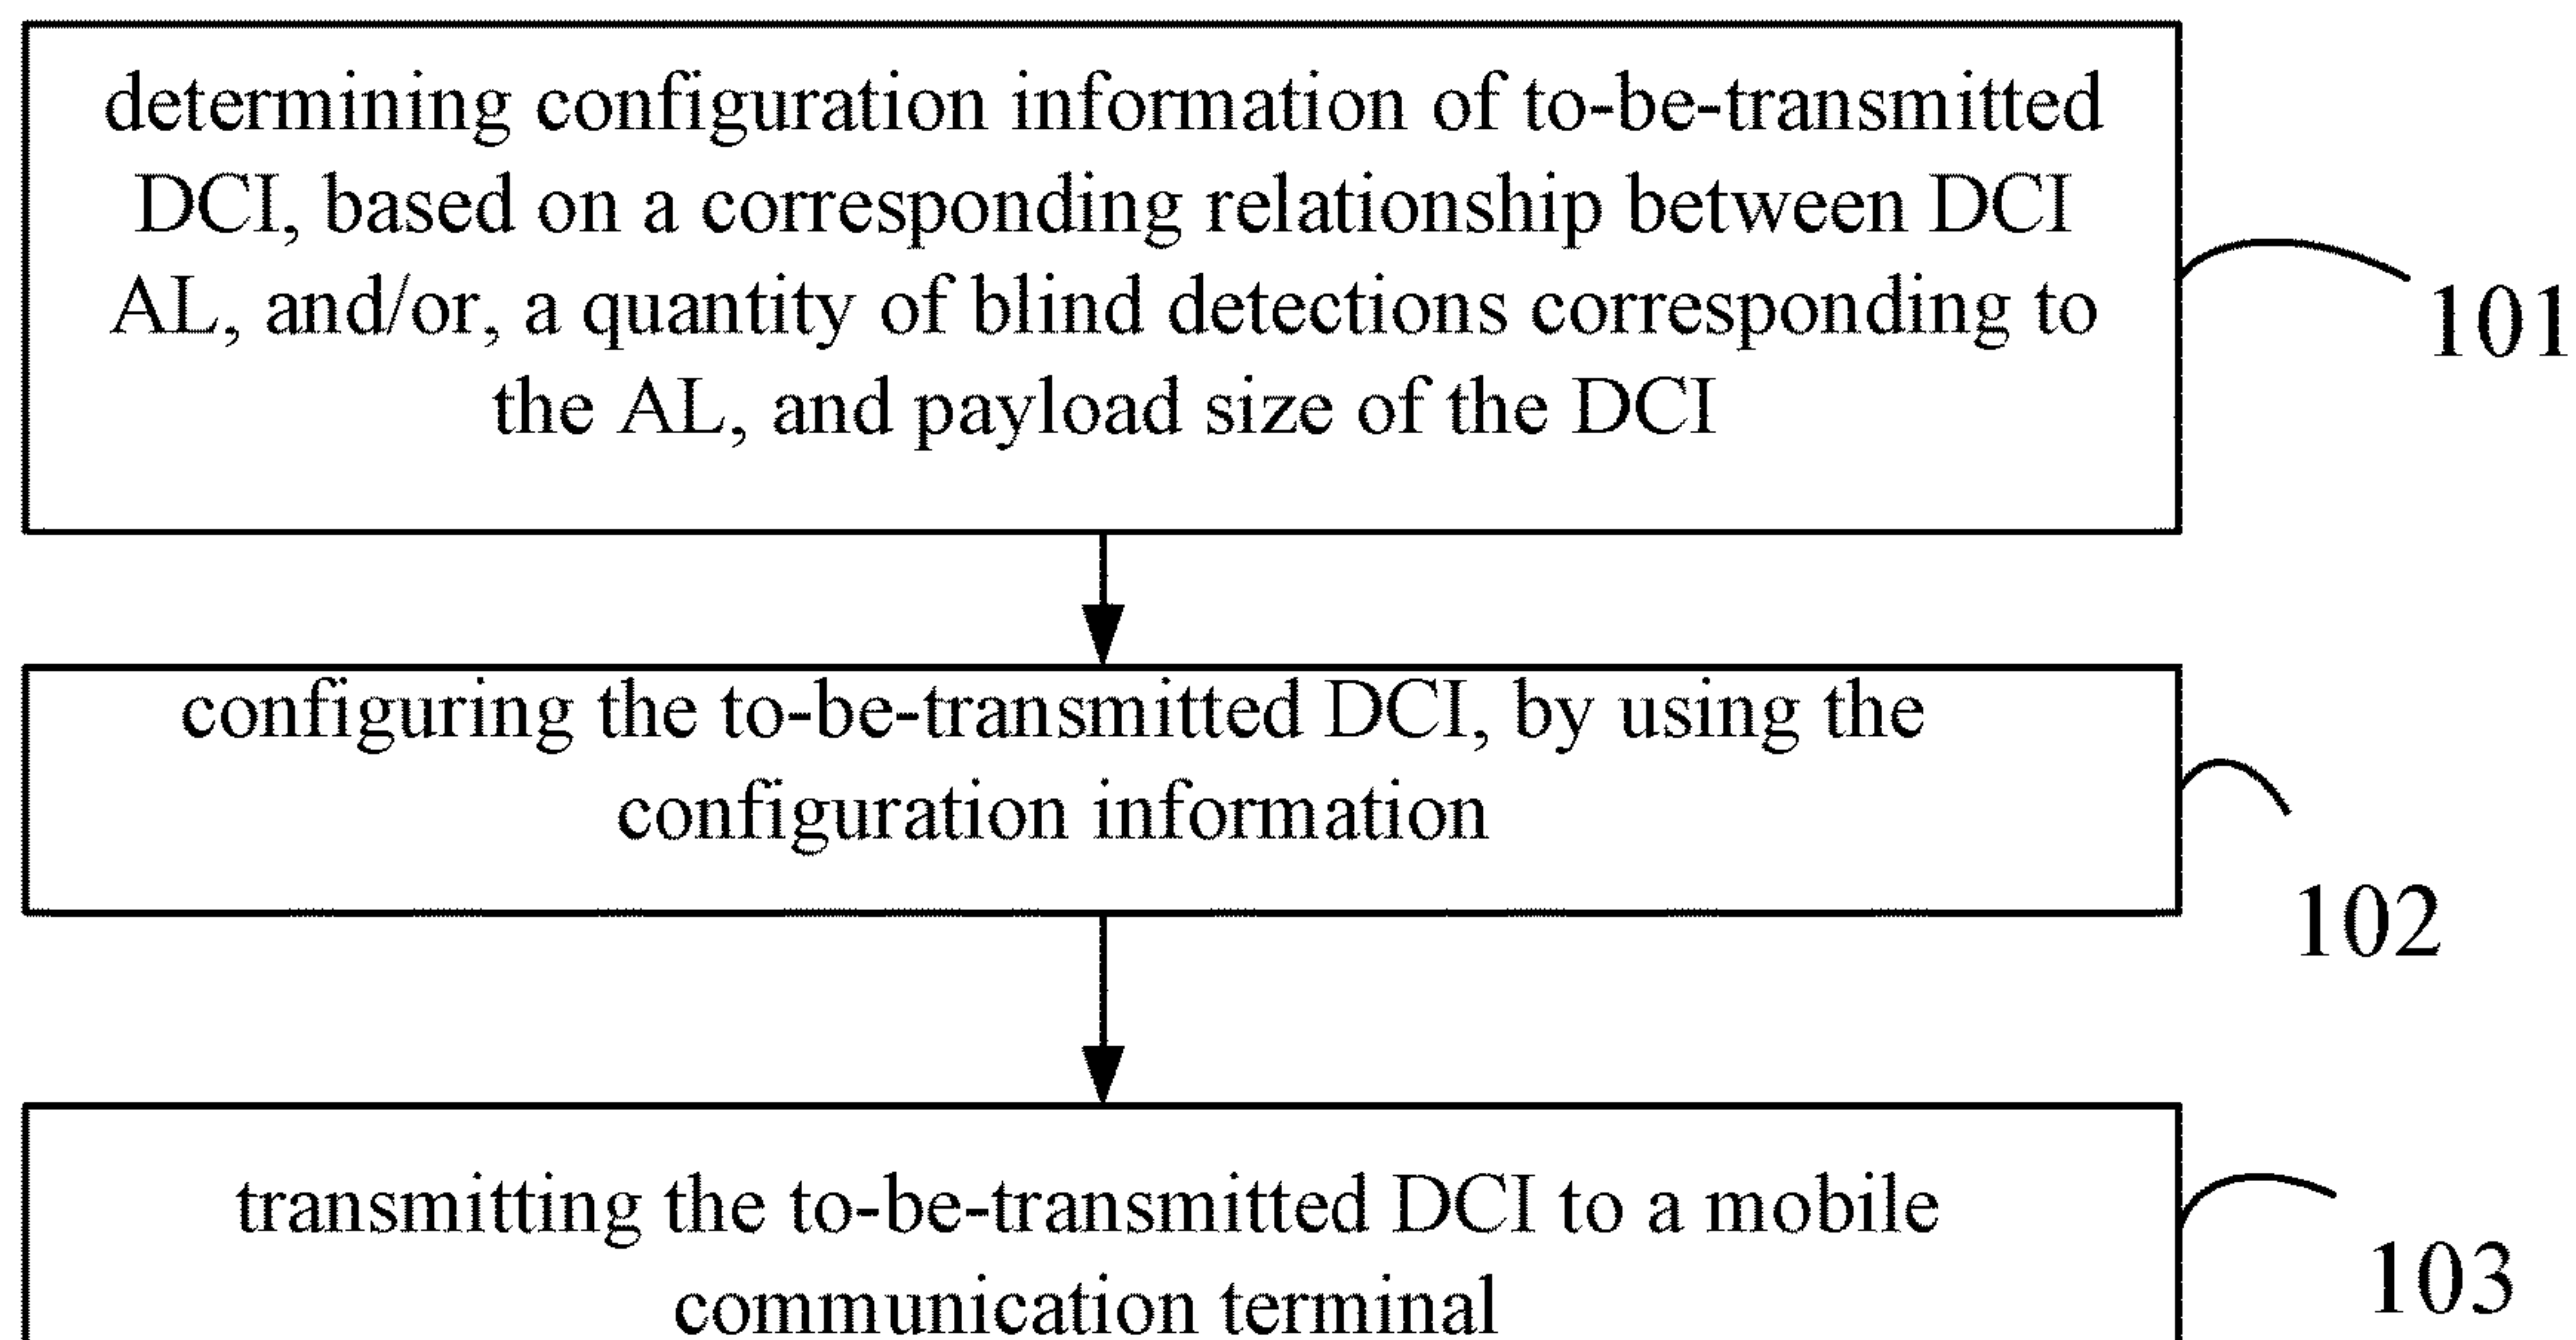 determining configuration information of to-be-transmitted
DCI, based on a corresponding relationship between DCI
AL, and/or, a quantity of blind detections corresponding to
the AL, and payload size of the DCI
101
configuring the to-be-transmitted DCI, by using the
configuration information
102
transmitting the to-be-transmitted DCI to a mobile
communication terminal
103